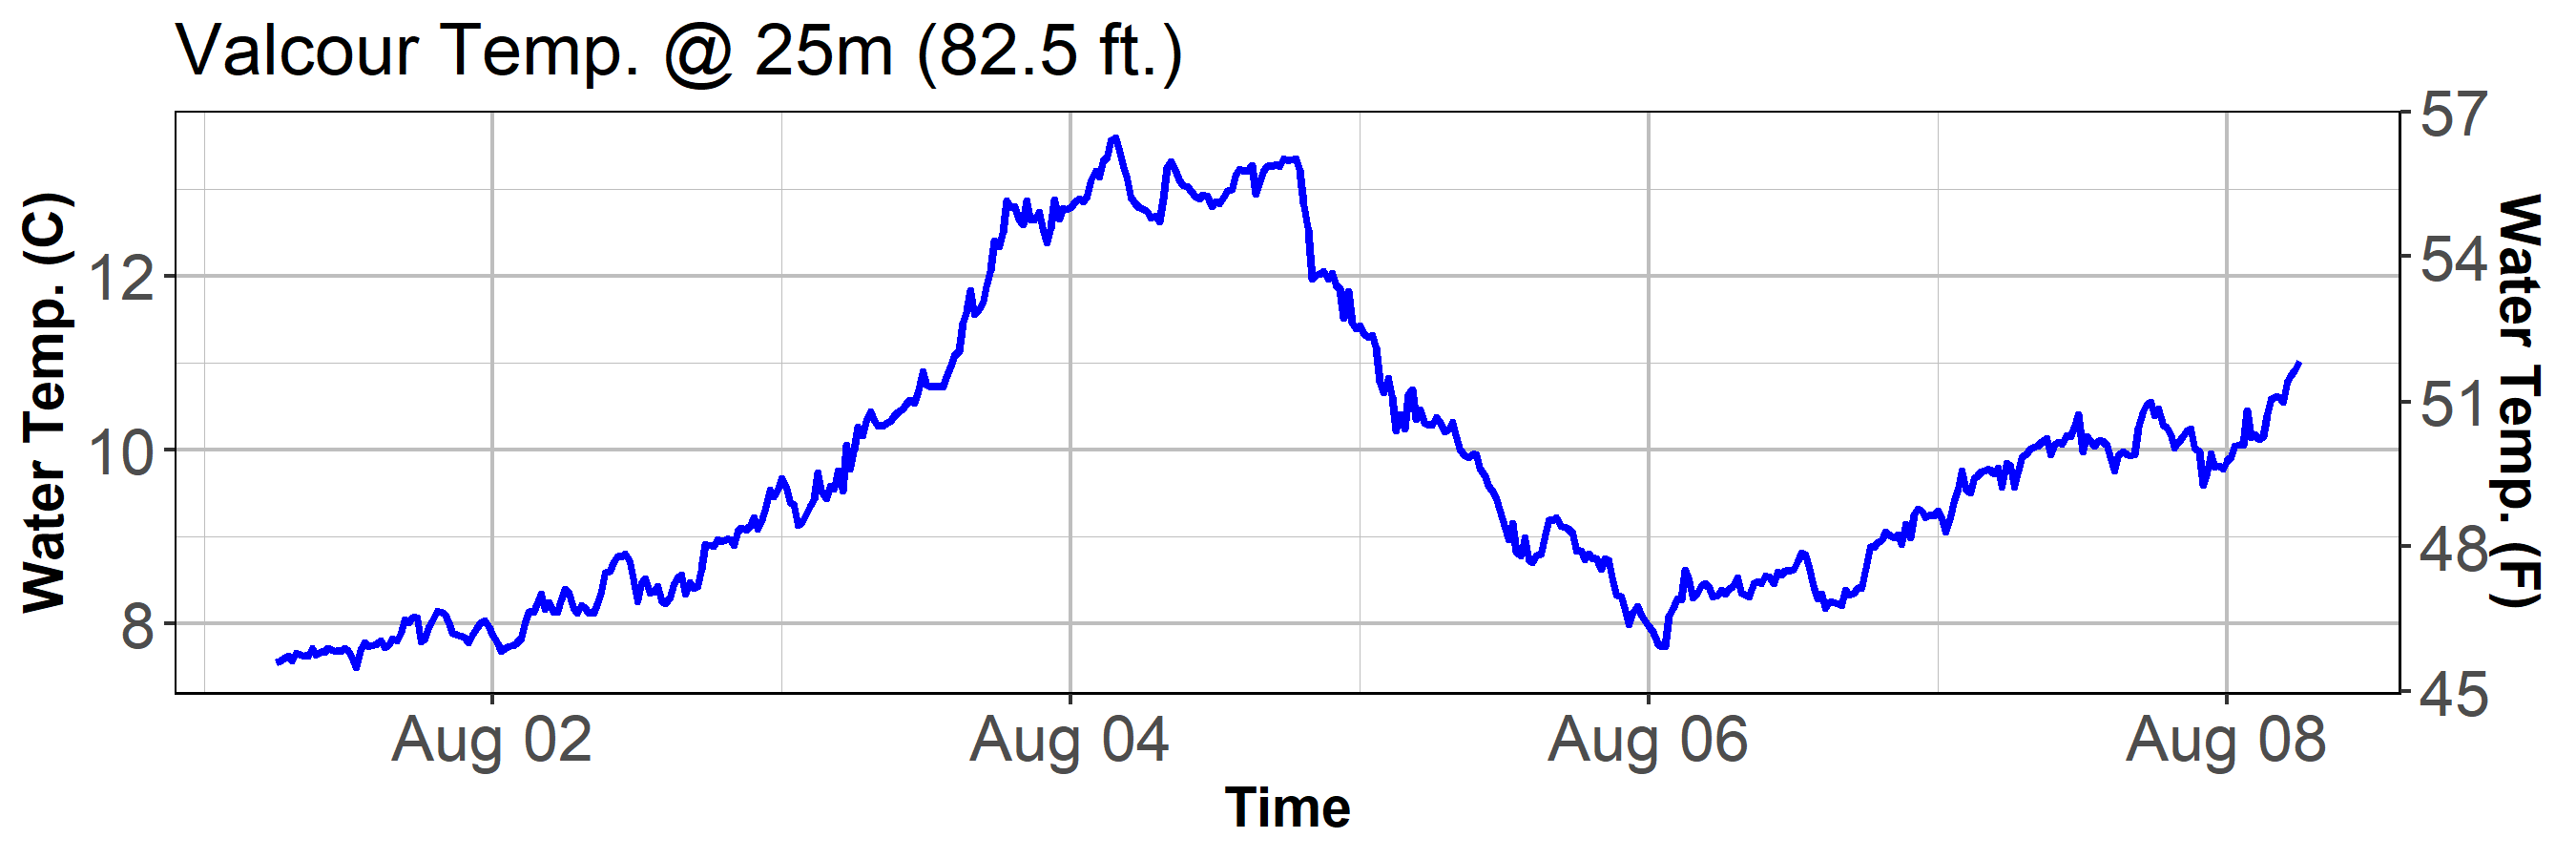 Valcour Temp. @ 25m (82.5 ft.)
Water Temp. (C)
12
10
8
57
54
51
48
45
Water Temp. (F)
Aug 02 Aug 04 Aug 06 Aug 08
Time